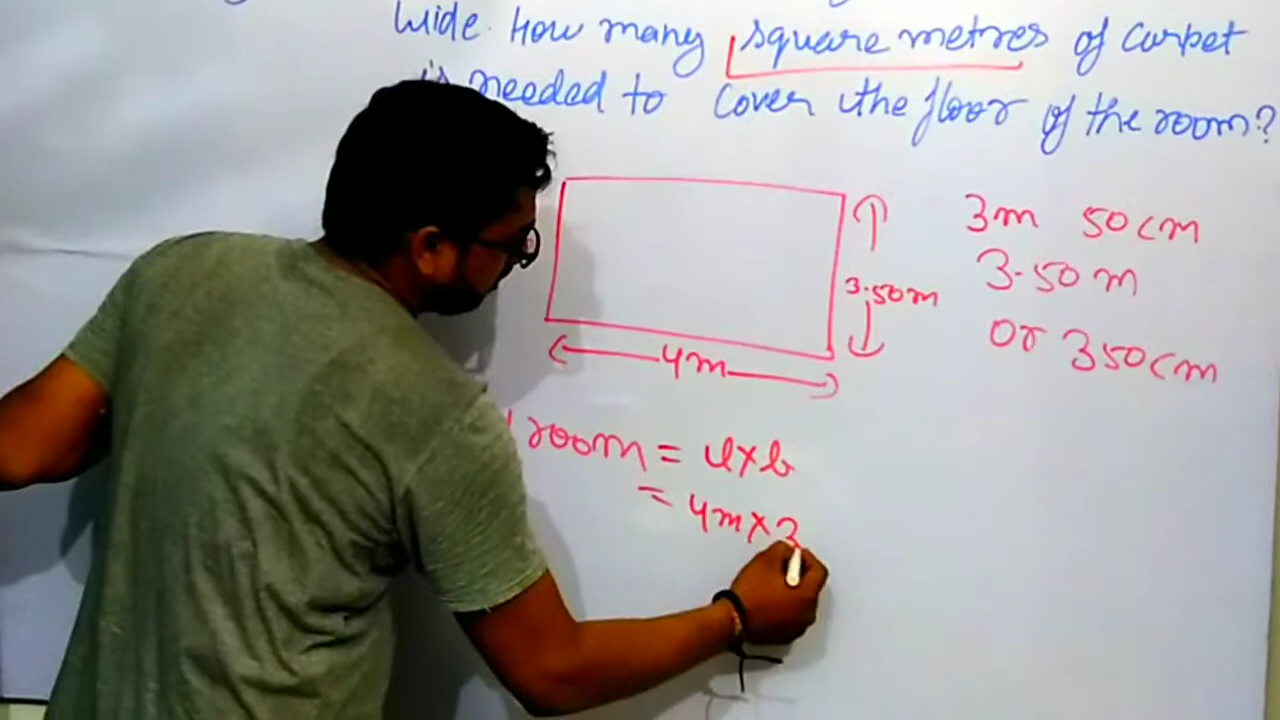 wide. How many square metres of carpet
is needed to cover the floor of the room?
3m 50cm
3.50m
3.50m
or 350cm
4m
room = l×b
= 4m×3